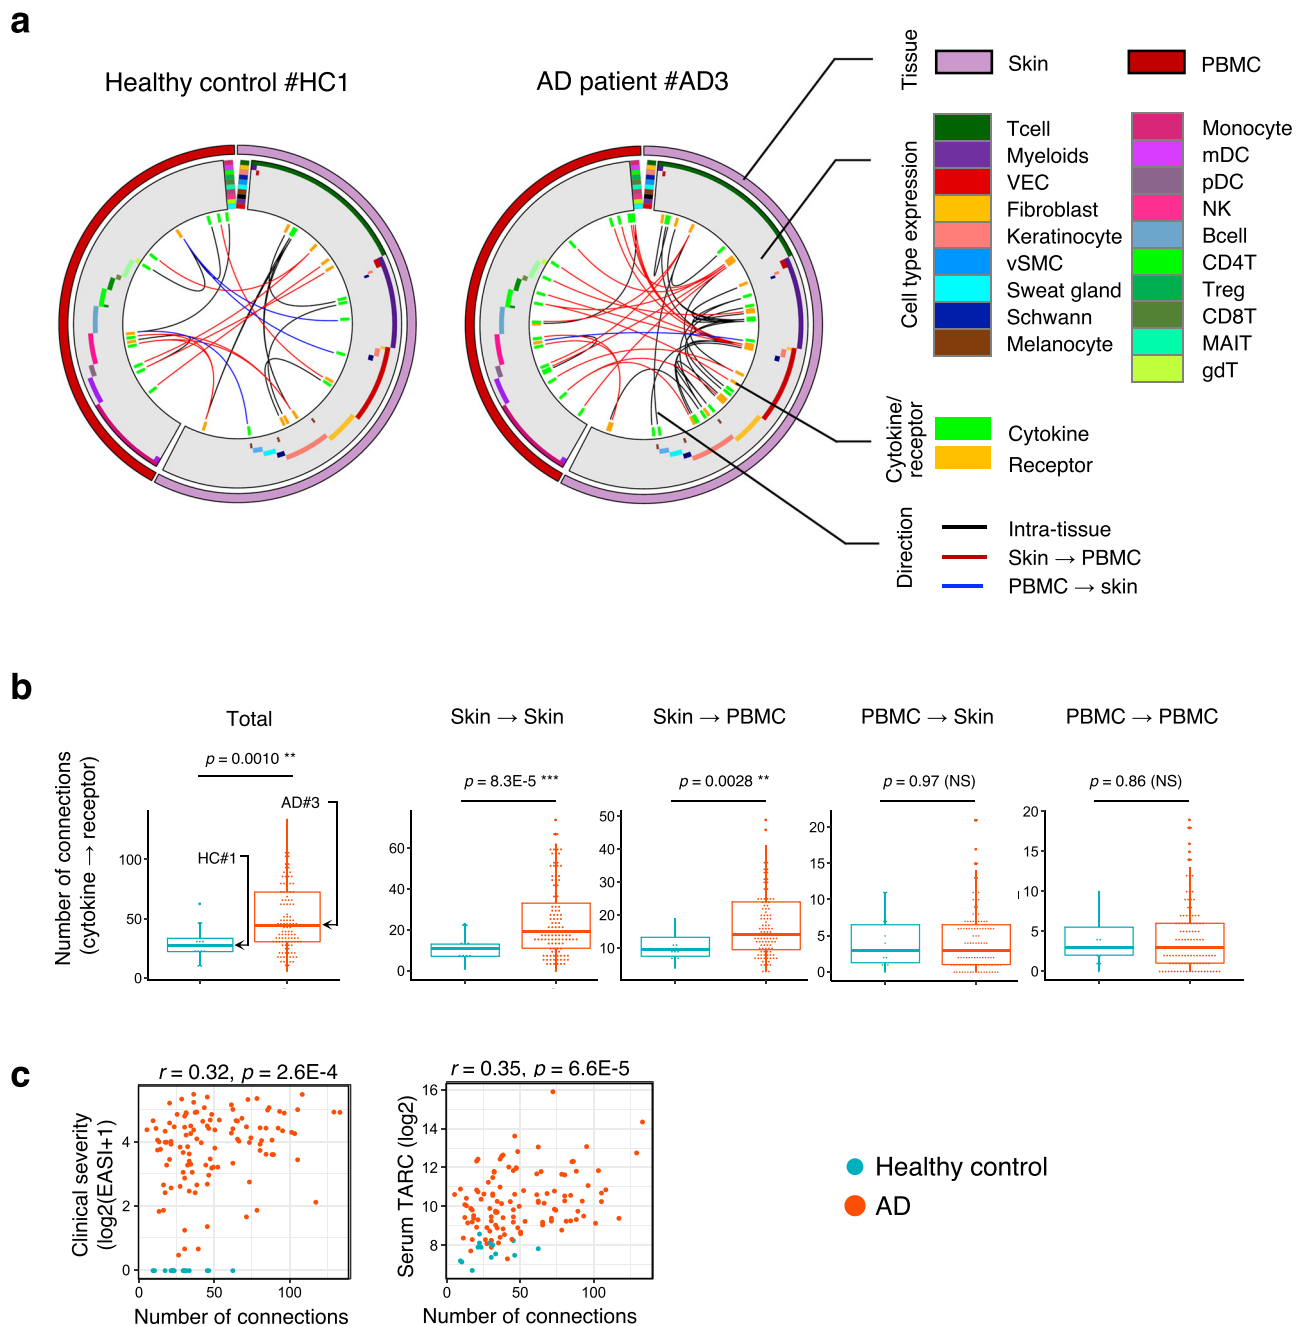 a
Healthy control #HC1
AD patient #AD3
Tissue
Skin
PBMC
Cell type expression
Tcell
Myeloids
VEC
Fibroblast
Keratinocyte
vSMC
Sweat gland
Schwann
Melanocyte
Monocyte
mDC
pDC
NK
Bcell
CD4T
Treg
CD8T
MAIT
gdT
Cytokine/
receptor
Cytokine
Receptor
Direction
Intra-tissue
Skin → PBMC
PBMC → skin
b
Number of connections
(cytokine → receptor)
Total
p = 0.0010 **
AD#3
HC#1
100
50
0
Skin → Skin
p = 8.3E-5 ***
60
40
20
0
Skin → PBMC
p = 0.0028 **
50
40
30
20
10
PBMC → Skin
p = 0.97 (NS)
20
15
10
5
0
PBMC → PBMC
p = 0.86 (NS)
20
15
10
5
0
c
r = 0.32, p = 2.6E-4
Clinical severity
(log2(EASI+1)
4
2
0
0 50 100
Number of connections
r = 0.35, p = 6.6E-5
Serum TARC (log2)
16
14
12
10
8
0 50 100
Number of connections
Healthy control
AD